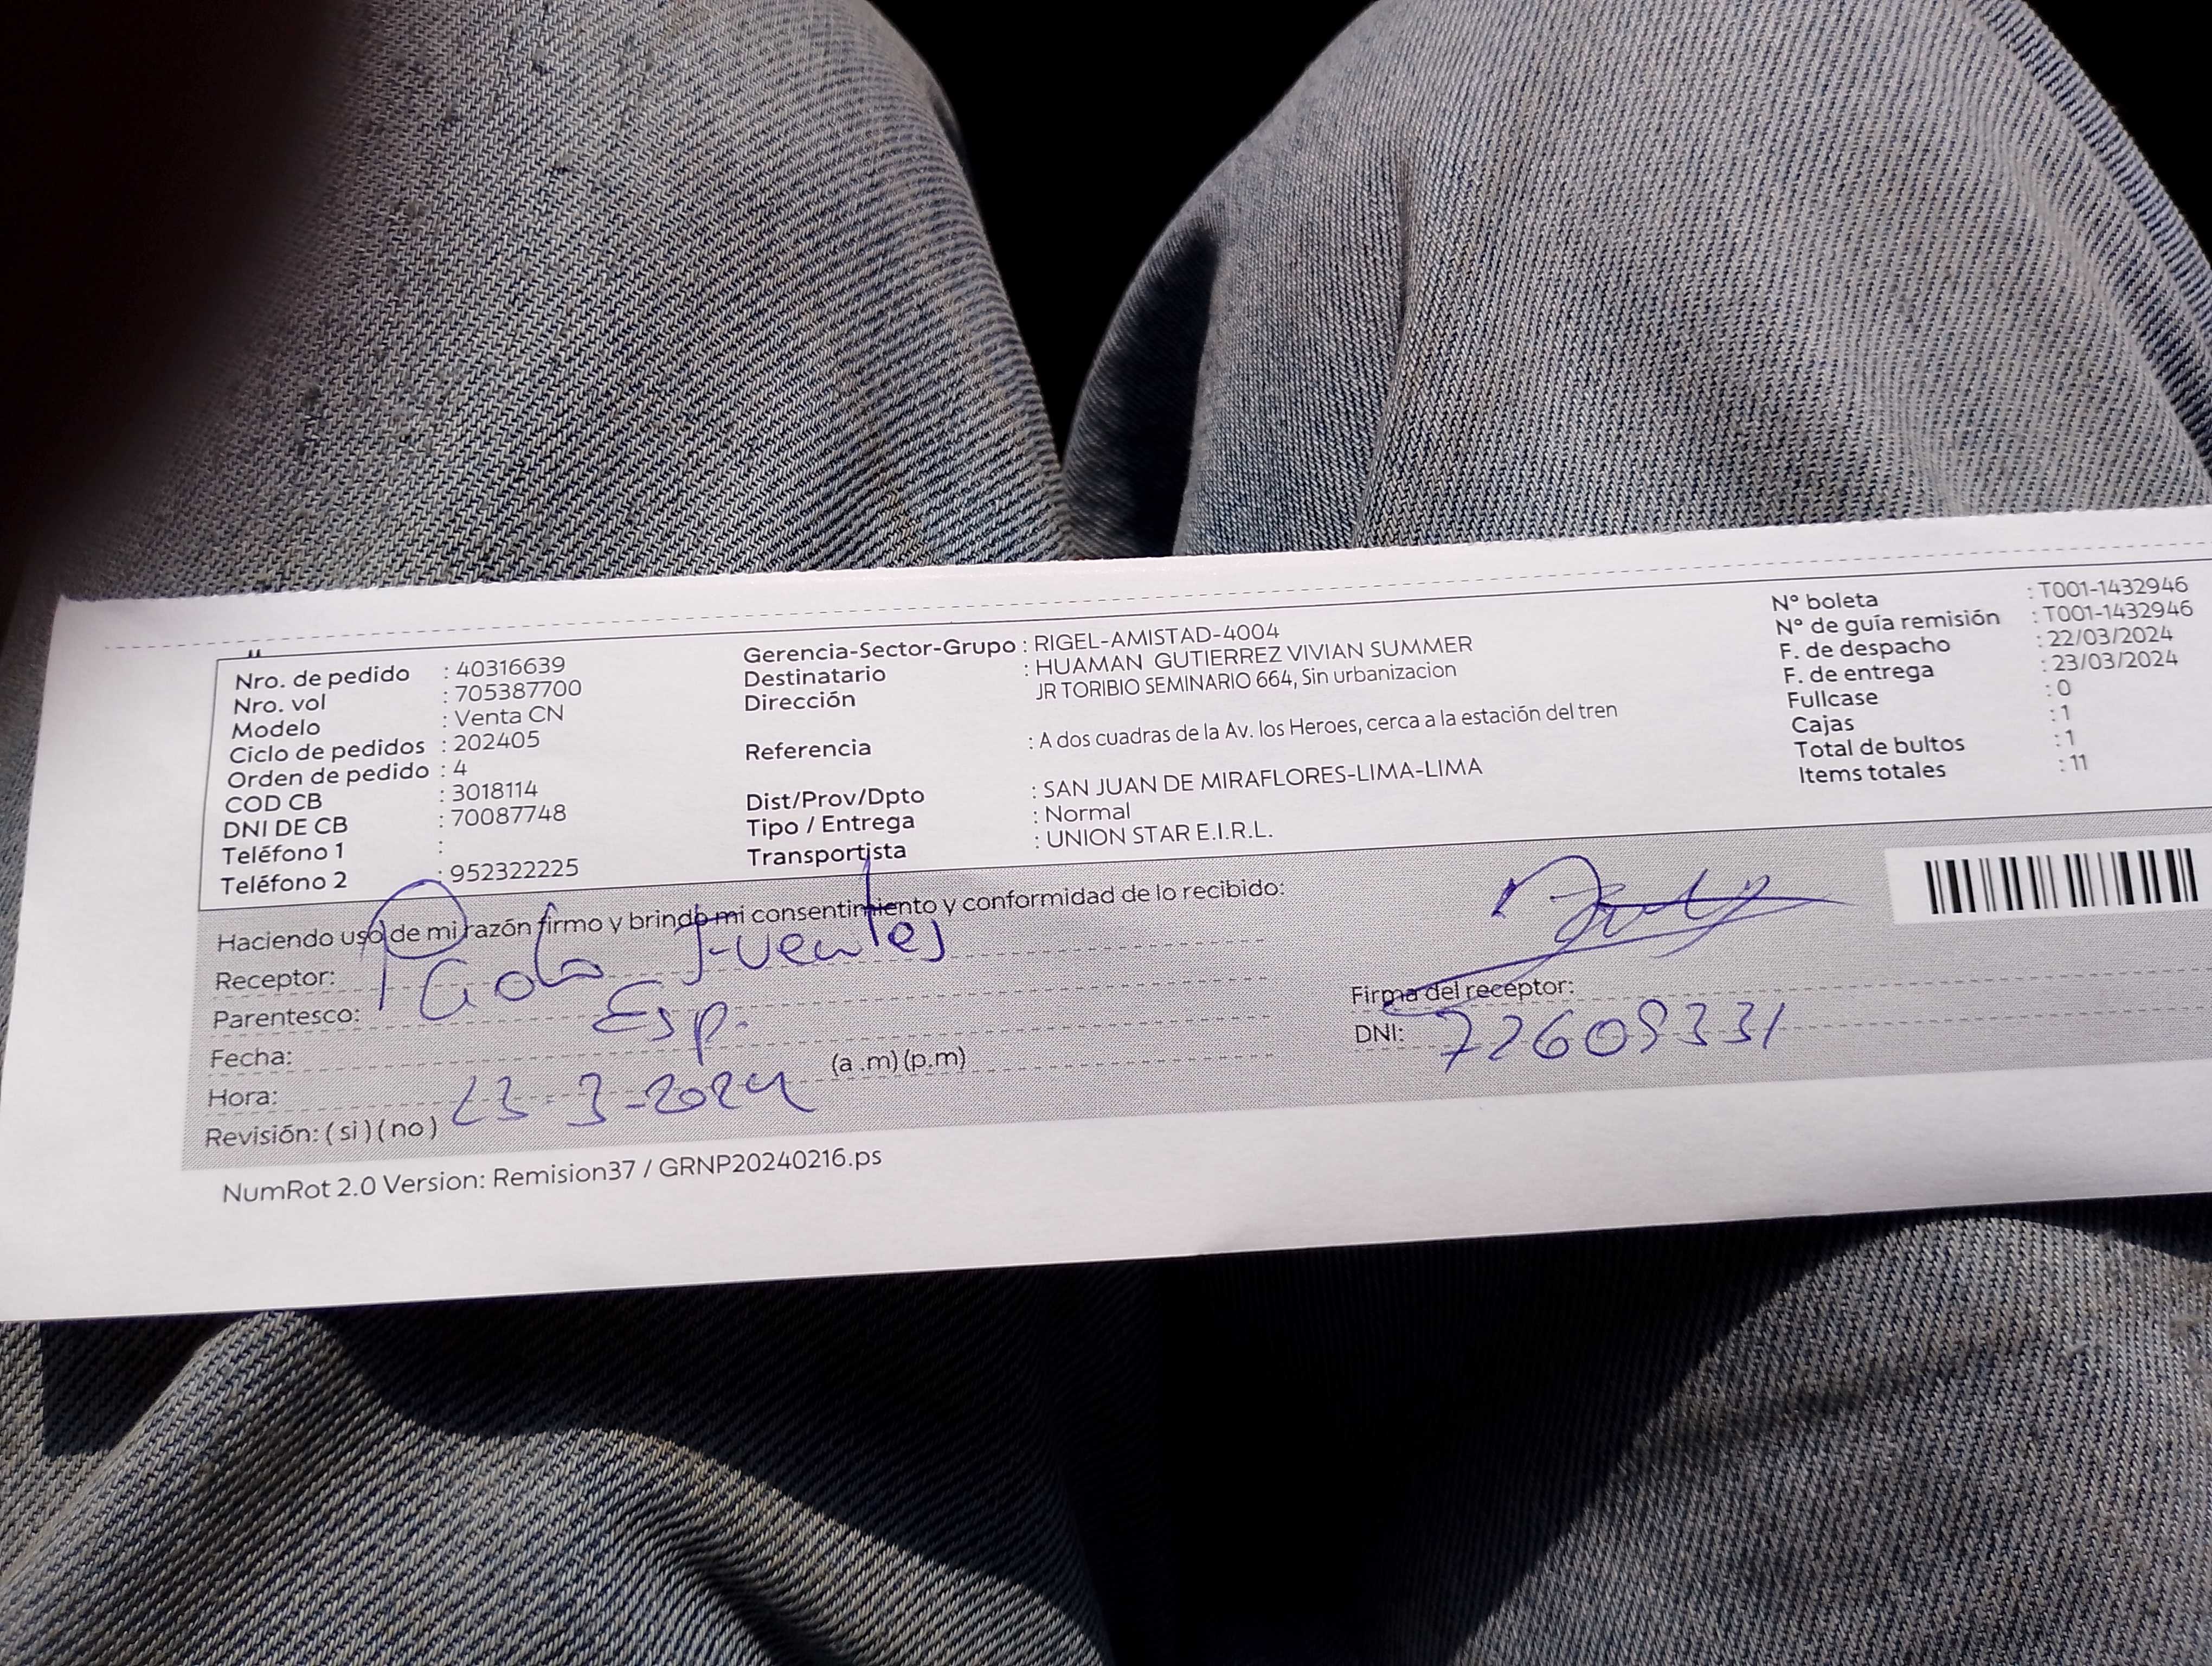 Nro. de pedido : 40316639
Nro. vol : 705387700
Modelo : Venta CN
Ciclo de pedidos : 202405
Orden de pedido : 4
COD CB : 3018114
DNI DE CB : 70087748
Teléfono 1 :
Teléfono 2 : 952322225
Gerencia-Sector-Grupo : RIGEL-AMISTAD-4004
Destinatario : HUAMAN GUTIERREZ VIVIAN SUMMER
Dirección JR TORIBIO SEMINARIO 664, Sin urbanizacion
Referencia : A dos cuadras de la Av. los Heroes, cerca a la estación del tren
Dist/Prov/Dpto : SAN JUAN DE MIRAFLORES-LIMA-LIMA
Tipo / Entrega : Normal
Transportista : UNION STAR E.I.R.L.
N° boleta : T001-1432946
N° de guía remisión : T001-1432946
F. de despacho : 22/03/2024
F. de entrega : 23/03/2024
Fullcase : 0
Cajas : 1
Total de bultos : 1
Items totales : 11
Haciendo uso de mi razón firmo y brindo mi consentimiento y conformidad de lo recibido:
Receptor: Fuentes
Parentesco: Esp.
Fecha:
Hora: 23-3-2024 (a .m) (p.m)
Revisión: ( si ) ( no )
Firma del receptor:
DNI: 72609331
NumRot 2.0 Version: Remision37 / GRNP20240216.ps